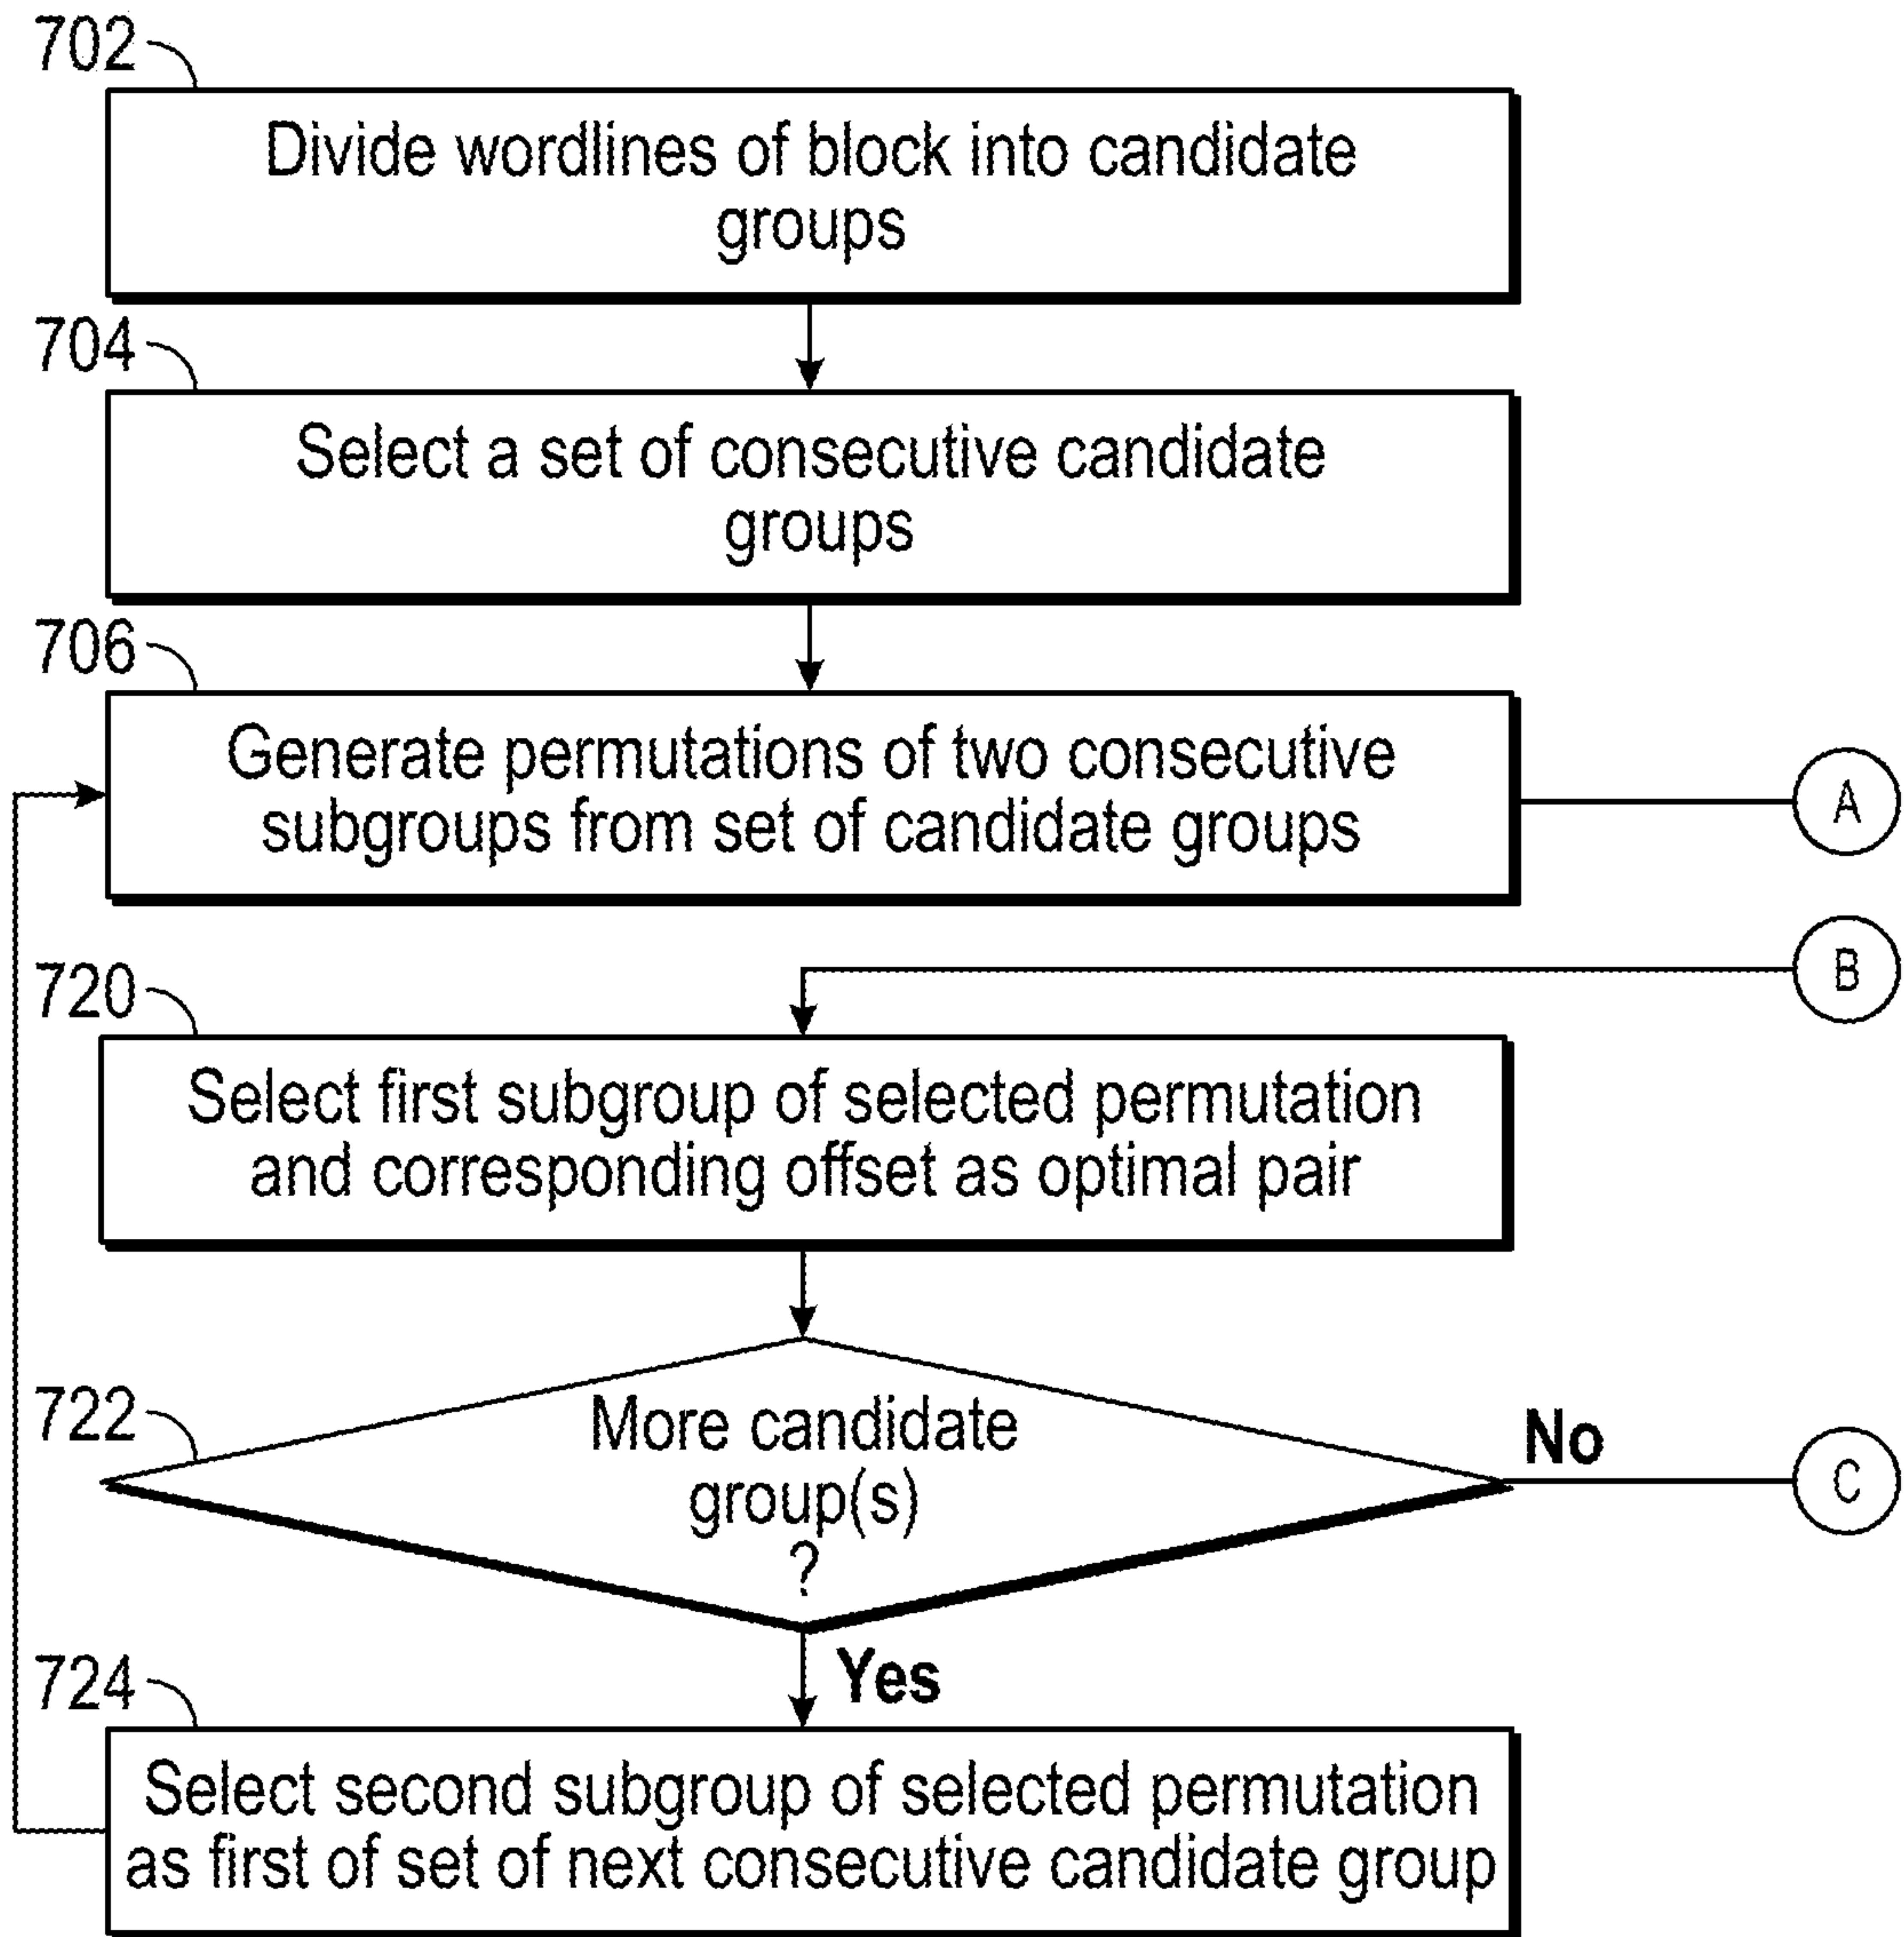 702
Divide wordlines of block into candidate
groups
704
Select a set of consecutive candidate
groups
706
Generate permutations of two consecutive
subgroups from set of candidate groups
A
B
720
Select first subgroup of selected permutation
and corresponding offset as optimal pair
722
More candidate
group(s)
?
No
C
Yes
724
Select second subgroup of selected permutation
as first of set of next consecutive candidate group